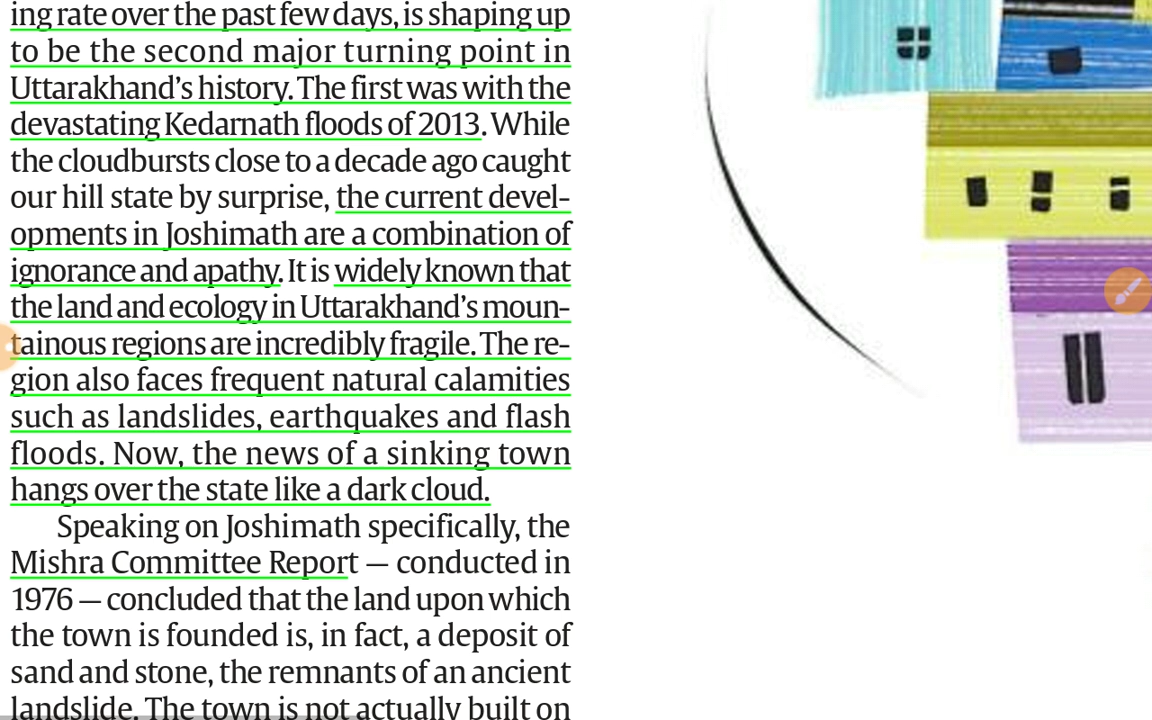 ing rate over the past few days, is shaping up
to be the second major turning point in
Uttarakhand’s history. The first was with the
devastating Kedarnath floods of 2013. While
the cloudbursts close to a decade ago caught
our hill state by surprise, the current devel-
opments in Joshimath are a combination of
ignorance and apathy. It is widely known that
the land and ecology in Uttarakhand’s moun-
tainous regions are incredibly fragile. The re-
gion also faces frequent natural calamities
such as landslides, earthquakes and flash
floods. Now, the news of a sinking town
hangs over the state like a dark cloud.
Speaking on Joshimath specifically, the
Mishra Committee Report — conducted in
1976 — concluded that the land upon which
the town is founded is, in fact, a deposit of
sand and stone, the remnants of an ancient
landslide. The town is not actually built on